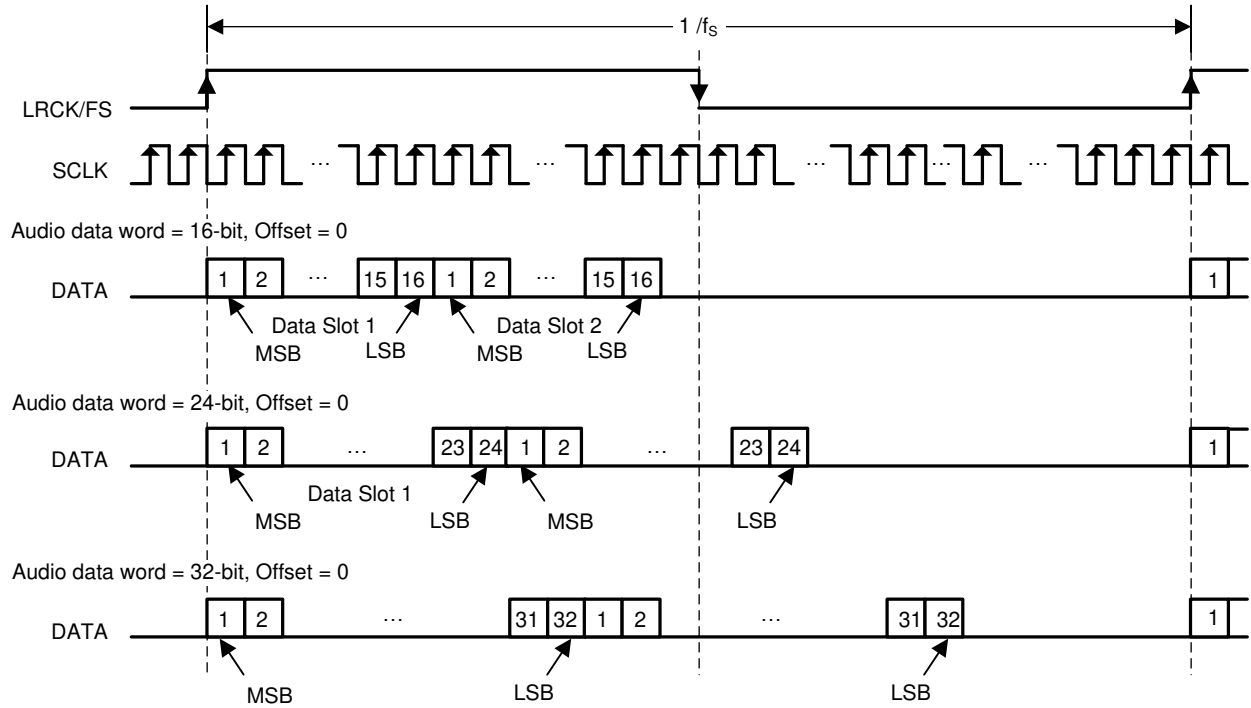 1 /fS
LRCK/FS
SCLK ... ... ... ... ...
Audio data word = 16-bit, Offset = 0
DATA 1 2 ... 15 16 1 2 ... 15 16 1
Data Slot 1 Data Slot 2
MSB LSB MSB LSB
Audio data word = 24-bit, Offset = 0
DATA 1 2 ... 23 24 1 2 ... 23 24 1
Data Slot 1
MSB LSB MSB LSB
Audio data word = 32-bit, Offset = 0
DATA 1 2 ... 31 32 1 2 ... 31 32 1
MSB LSB LSB